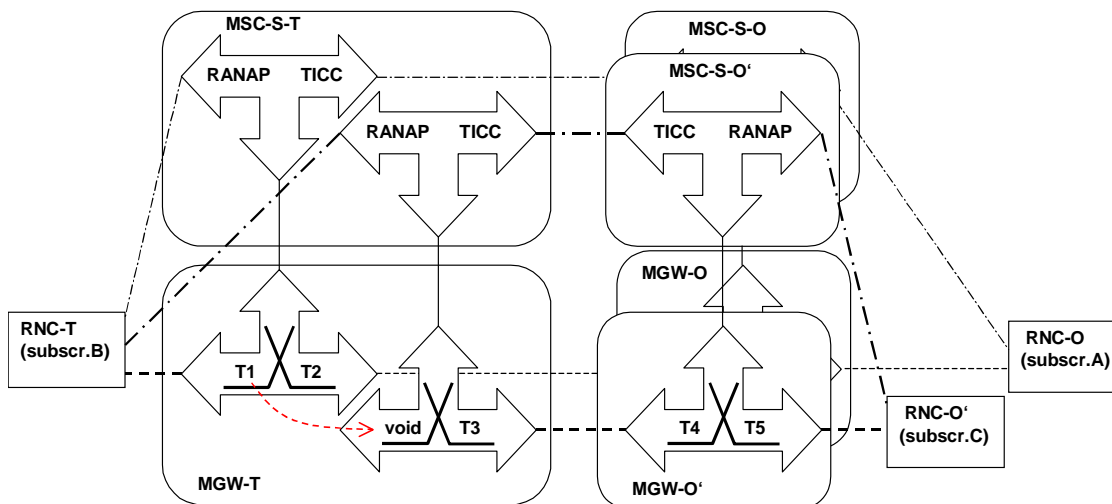 MSC-S-T
MSC-S-O
RANAP TICC
MSC-S-O‘
RANAP TICC
TICC RANAP
MGW-O
RNC-T
(subscr.B)
RNC-O
(subscr.A)
T1 T2
void T3
T4 T5
RNC-O‘
(subscr.C)
MGW-T
MGW-O‘